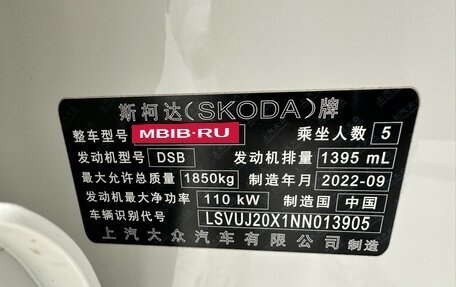 斯柯达(SKODA)牌
整车型号 MBIB-RU 乘坐人数 5
发动机型号 DSB 发动机排量 1395 mL
最大允许总质量 1850kg 制造年月 2022-09
发动机最大净功率 110 kW 制造国 中国
车辆识别代号 LSVUJ20X1NN013905
上汽大众汽车有限公司 制造